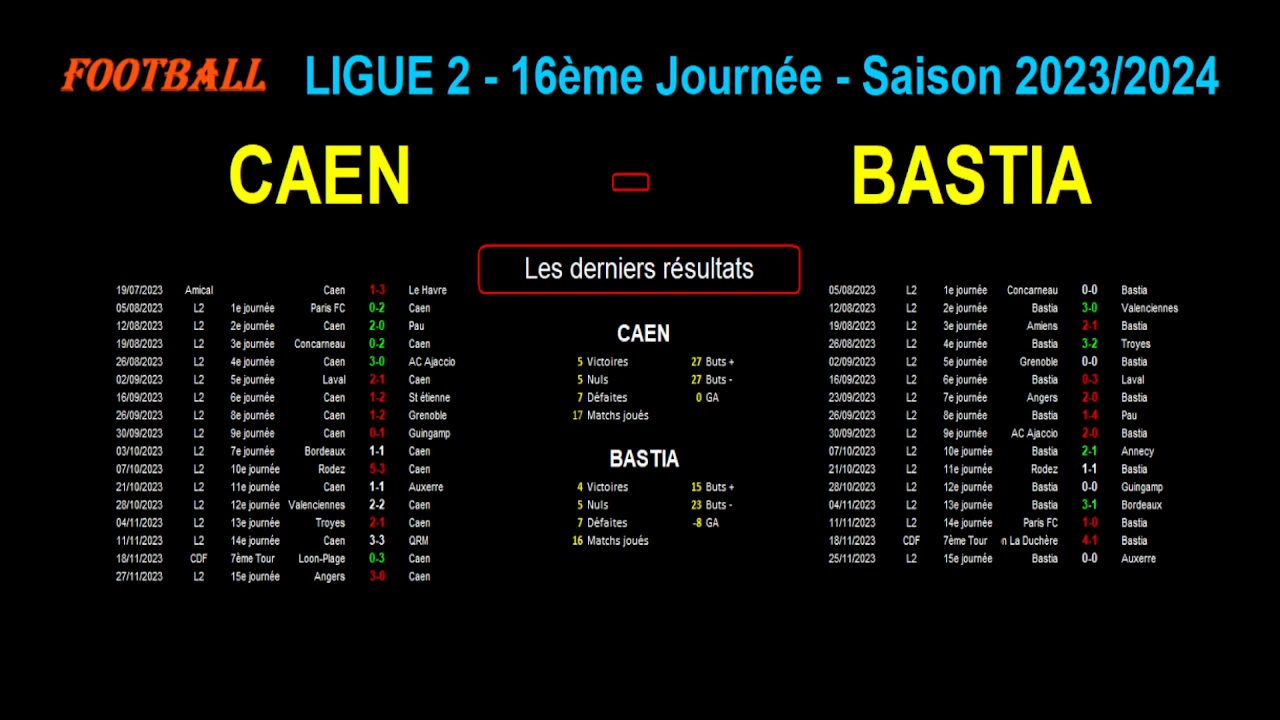 FOOTBALL LIGUE 2 - 16ème Journée - Saison 2023/2024
CAEN - BASTIA
Les derniers résultats
19/07/2023 Amical Caen 1-3 Le Havre
05/08/2023 L2 1e journée Paris FC 0-2 Caen
12/08/2023 L2 2e journée Caen 2-0 Pau
19/08/2023 L2 3e journée Concarneau 0-2 Caen
26/08/2023 L2 4e journée Caen 3-0 AC Ajaccio
02/09/2023 L2 5e journée Laval 2-1 Caen
16/09/2023 L2 6e journée Caen 1-2 St étienne
26/09/2023 L2 8e journée Caen 1-2 Grenoble
30/09/2023 L2 9e journée Caen 0-1 Guingamp
03/10/2023 L2 7e journée Bordeaux 1-1 Caen
07/10/2023 L2 10e journée Rodez 5-3 Caen
21/10/2023 L2 11e journée Caen 1-1 Auxerre
28/10/2023 L2 12e journée Valenciennes 2-2 Caen
04/11/2023 L2 13e journée Troyes 2-1 Caen
11/11/2023 L2 14e journée Caen 3-3 QRM
18/11/2023 CDF 7ème Tour Loon-Plage 0-3 Caen
27/11/2023 L2 15e journée Angers 3-0 Caen
CAEN
5 Victoires 27 Buts +
5 Nuls 27 Buts -
7 Défaites 0 GA
17 Matchs joués
BASTIA
4 Victoires 15 Buts +
5 Nuls 23 Buts -
7 Défaites -8 GA
16 Matchs joués
05/08/2023 L2 1e journée Concarneau 0-0 Bastia
12/08/2023 L2 2e journée Bastia 3-0 Valenciennes
19/08/2023 L2 3e journée Amiens 2-1 Bastia
26/08/2023 L2 4e journée Bastia 3-2 Troyes
02/09/2023 L2 5e journée Grenoble 0-0 Bastia
16/09/2023 L2 6e journée Bastia 0-3 Laval
23/09/2023 L2 7e journée Angers 2-0 Bastia
26/09/2023 L2 8e journée Bastia 1-4 Pau
30/09/2023 L2 9e journée AC Ajaccio 2-0 Bastia
07/10/2023 L2 10e journée Bastia 2-1 Annecy
21/10/2023 L2 11e journée Rodez 1-1 Bastia
28/10/2023 L2 12e journée Bastia 0-0 Guingamp
04/11/2023 L2 13e journée Bastia 3-1 Bordeaux
11/11/2023 L2 14e journée Paris FC 1-0 Bastia
18/11/2023 CDF 7ème Tour n La Duchère 4-1 Bastia
25/11/2023 L2 15e journée Bastia 0-0 Auxerre